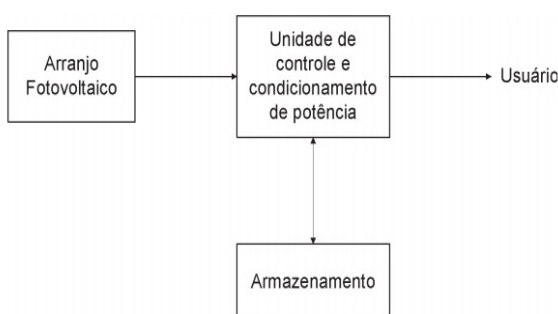 Arranjo
Fotovoltaico
Unidade de
controle e
condicionamento
de potência
Usuário
Armazenamento